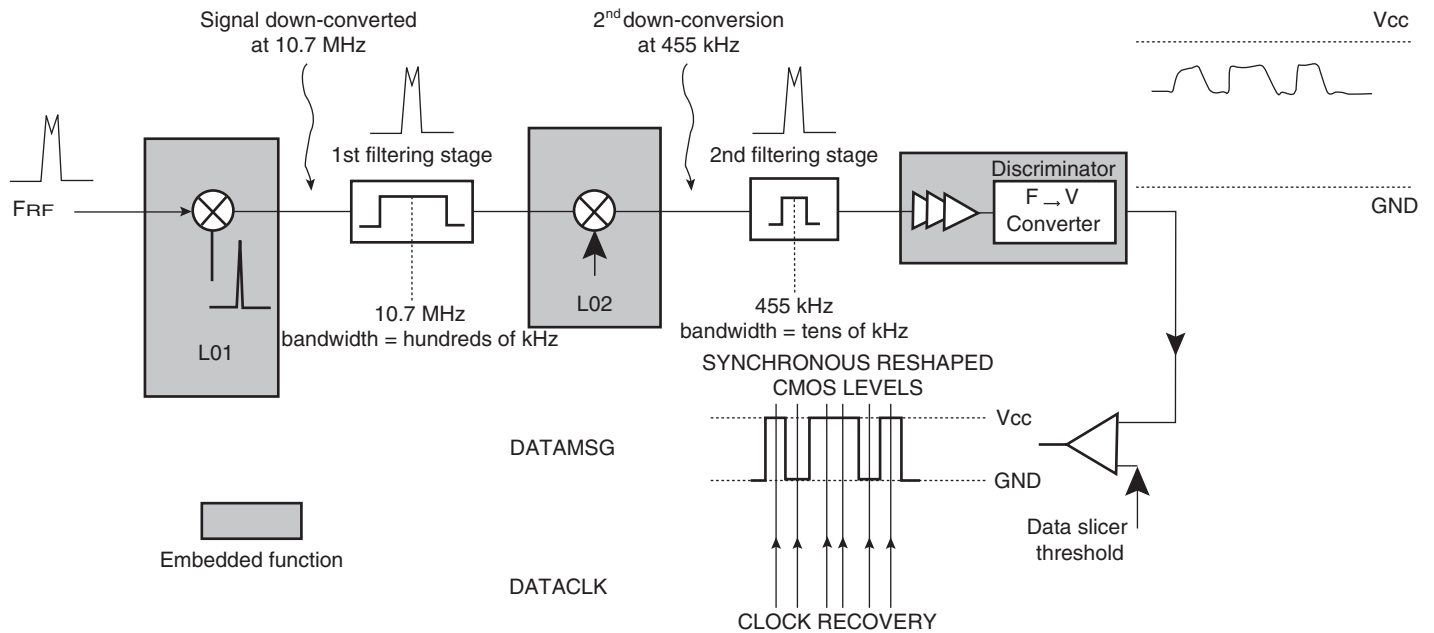 Signal down-converted
at 10.7 MHz
2nd down-conversion
at 455 kHz
Vcc
1st filtering stage
2nd filtering stage
Discriminator
F → V
Converter
FRF
GND
L01
L02
10.7 MHz
bandwidth = hundreds of kHz
455 kHz
bandwidth = tens of kHz
SYNCHRONOUS RESHAPED
CMOS LEVELS
Vcc
DATAMSG
GND
Data slicer
threshold
Embedded function
DATACLK
CLOCK RECOVERY